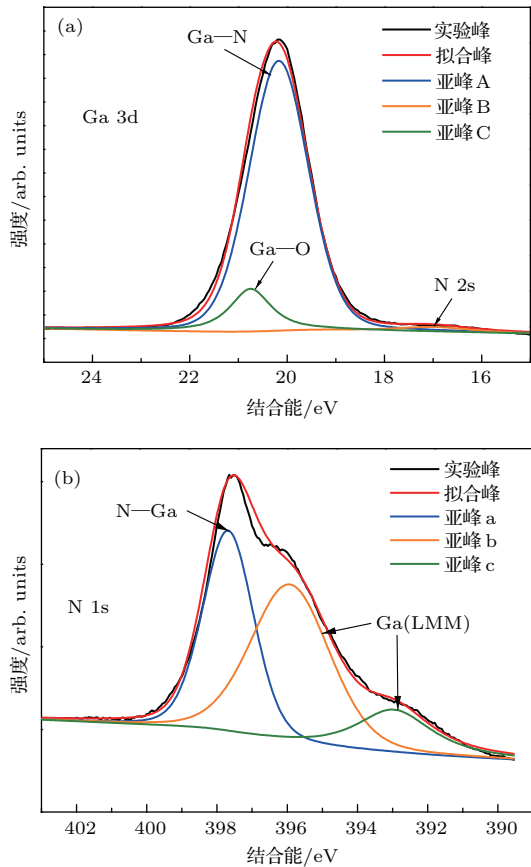 (a)
Ga—N
实验峰
拟合峰
亚峰A
亚峰B
亚峰C
Ga 3d
Ga—O
N 2s
强度/arb. units
24 22 20 18 16
结合能/eV
(b)
N—Ga
实验峰
拟合峰
亚峰a
亚峰b
亚峰c
N 1s
Ga(LMM)
强度/arb. units
402 400 398 396 394 392 390
结合能/eV